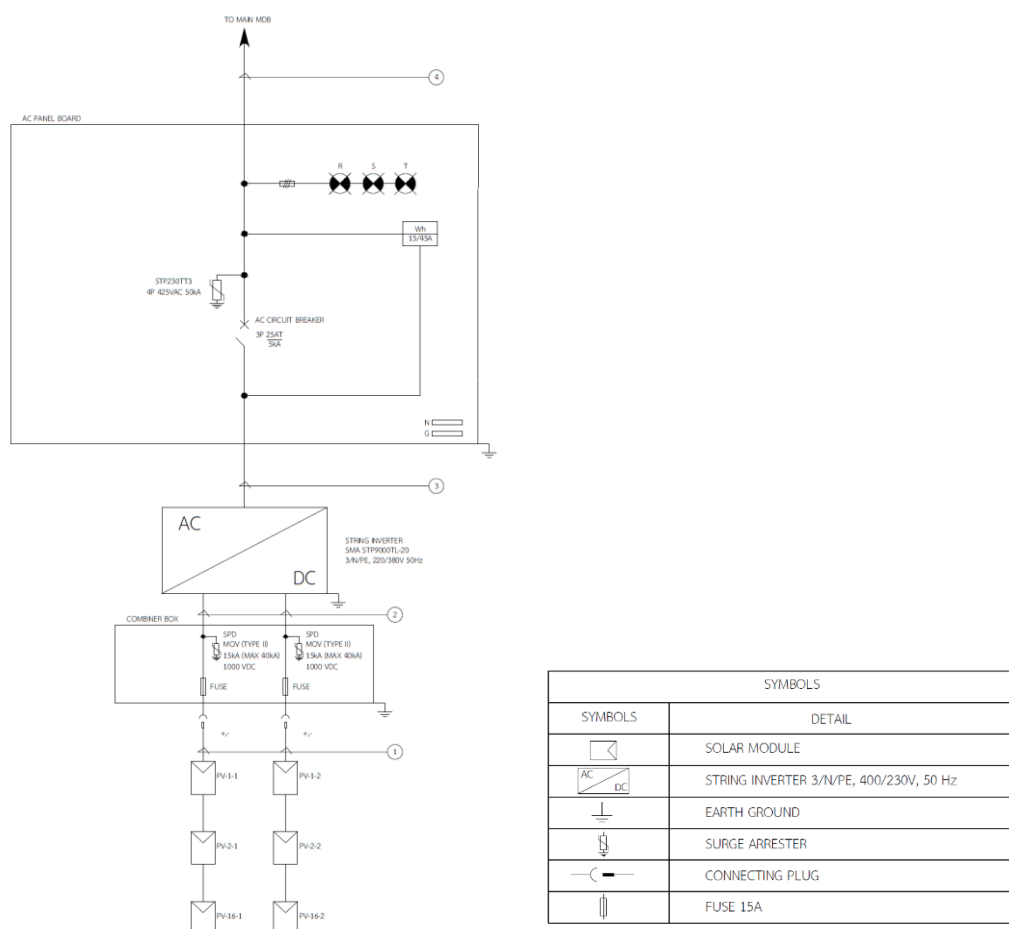 TO MAIN MDB
4
AC PANEL BOARD
R S T
Wh
15/45A
STP230TT3
4P 425VAC 50kA
AC CIRCUIT BREAKER
3P 25AT
5kA
N
G
3
AC
DC
STRING INVERTER
SMA STP9000TL-20
3/N/PE, 220/380V 50Hz
2
COMBINER BOX
SPD
MOV (TYPE II)
15kA (MAX 40kA)
1000 VDC
SPD
MOV (TYPE II)
15kA (MAX 40kA)
1000 VDC
FUSE
FUSE
+,-
+,-
1
PV-1-1
PV-1-2
PV-2-1
PV-2-2
PV-16-1
PV-16-2
SYMBOLS
SYMBOLS DETAIL
SOLAR MODULE
AC
DC
STRING INVERTER 3/N/PE, 400/230V, 50 Hz
EARTH GROUND
SURGE ARRESTER
CONNECTING PLUG
FUSE 15A